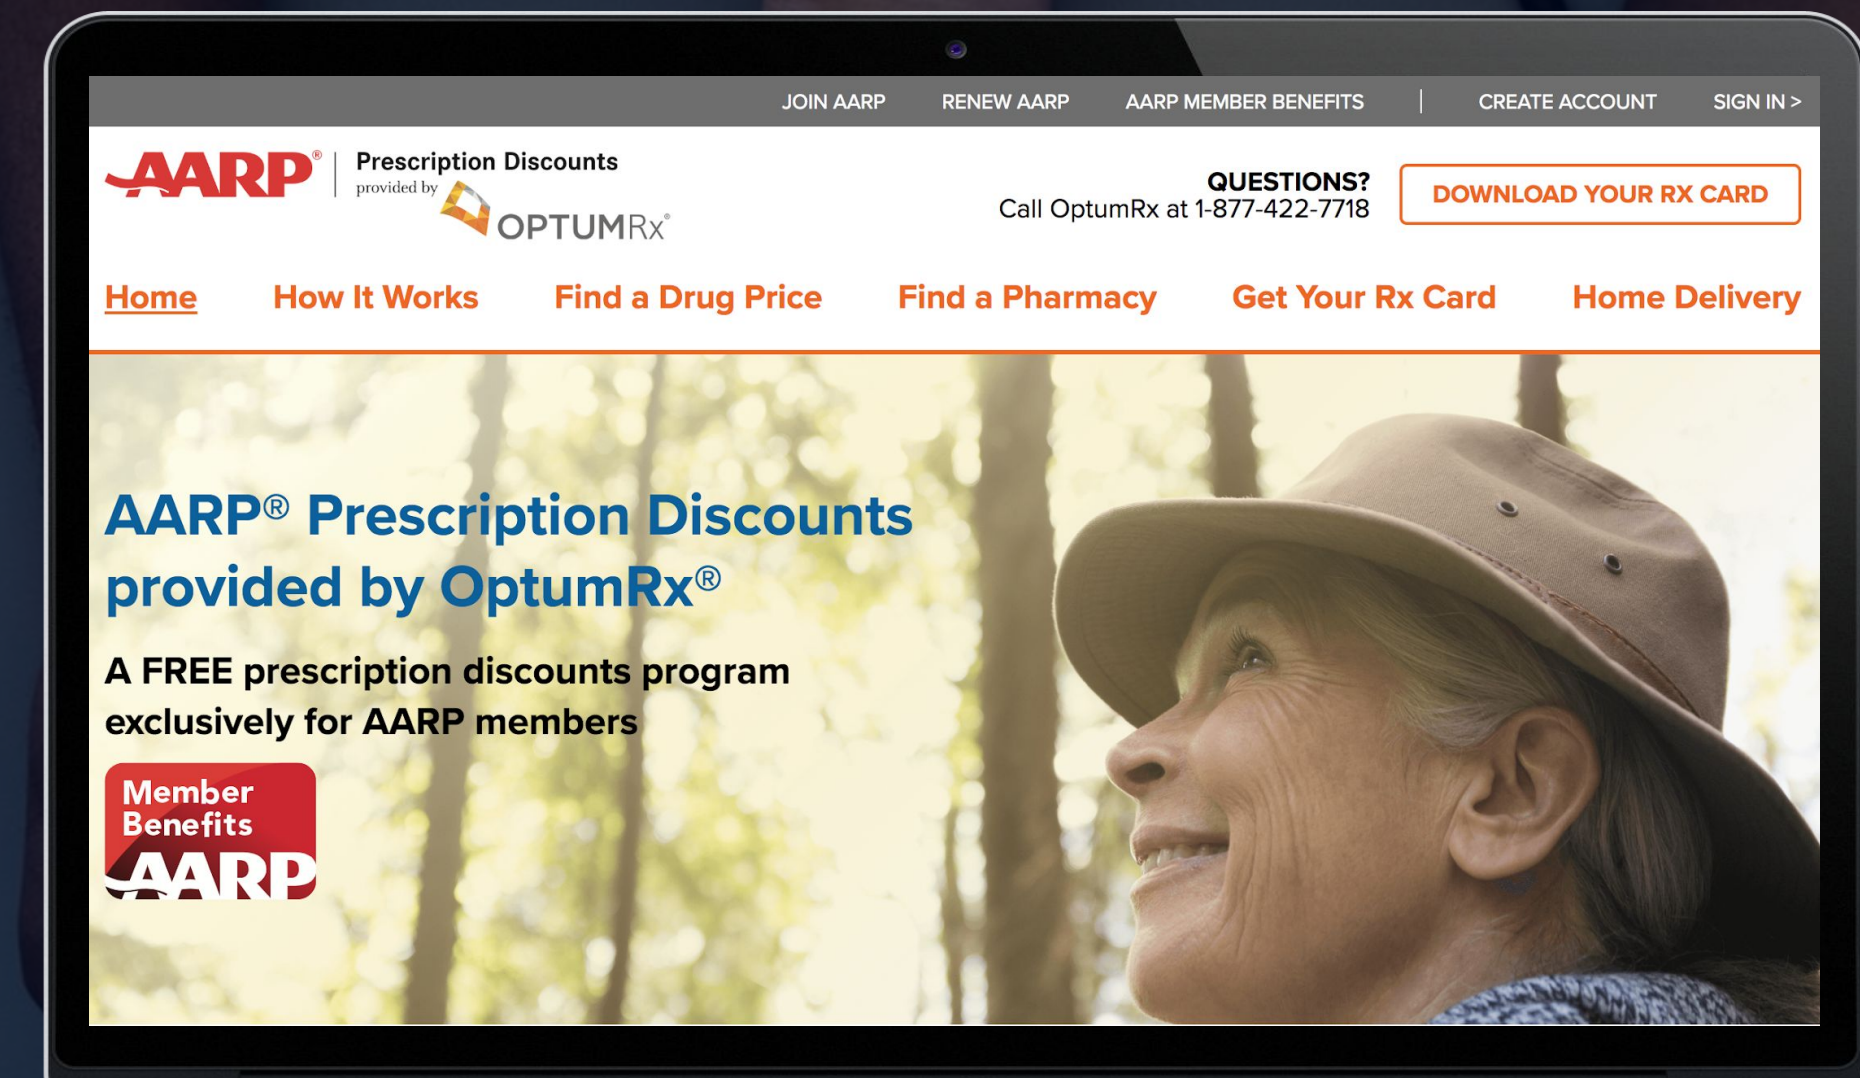 JOIN AARP RENEW AARP AARP MEMBER BENEFITS | CREATE ACCOUNT SIGN IN >
AARP® | Prescription Discounts
provided by
OPTUMRx®
QUESTIONS?
Call OptumRx at 1-877-422-7718
DOWNLOAD YOUR RX CARD
Home How It Works Find a Drug Price Find a Pharmacy Get Your Rx Card Home Delivery
AARP® Prescription Discounts
provided by OptumRx®
A FREE prescription discounts program
exclusively for AARP members
Member
Benefits
AARP